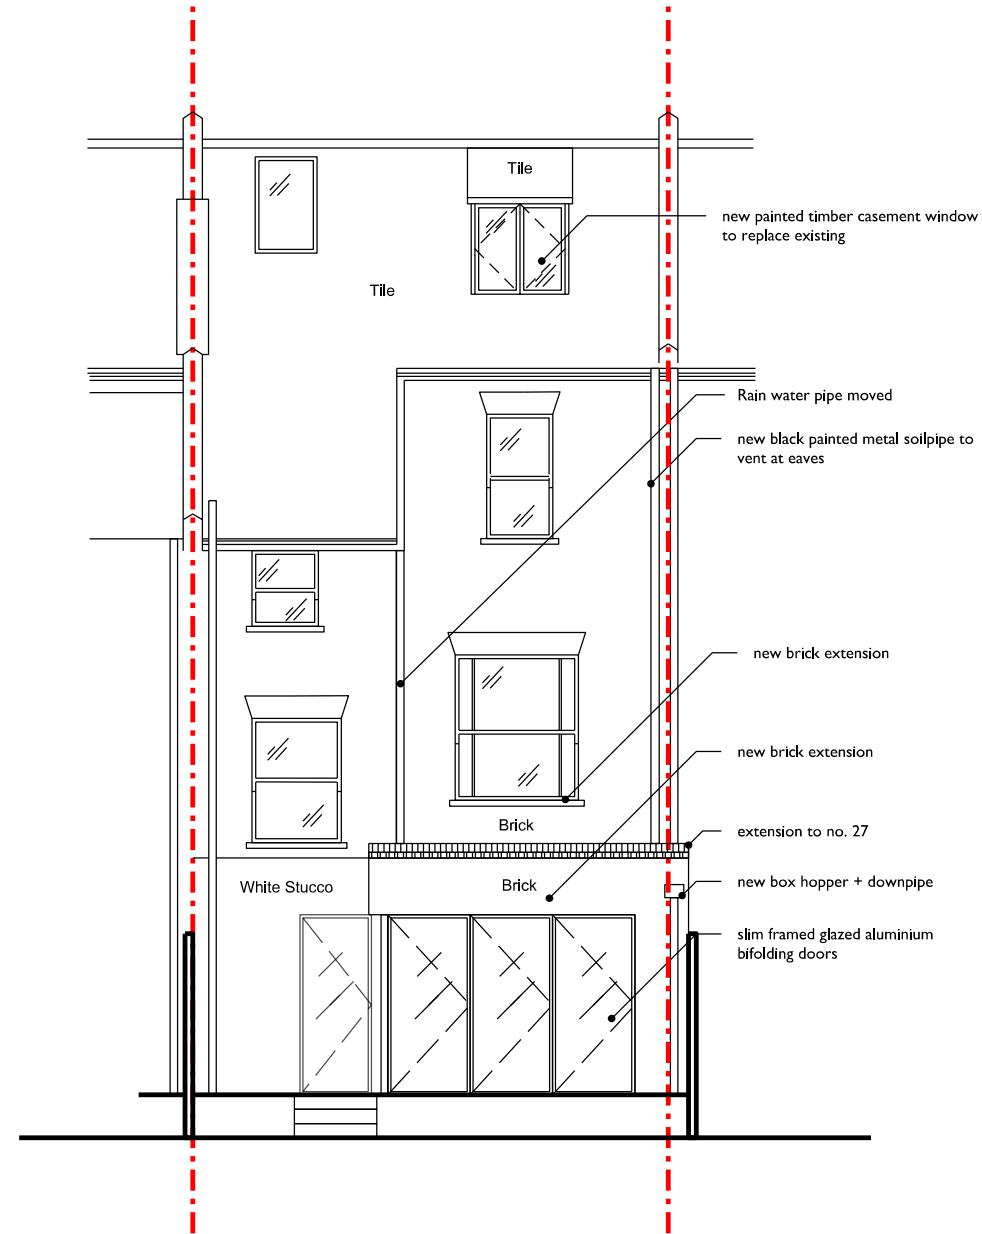 Tile
new painted timber casement window
to replace existing
Tile
Rain water pipe moved
new black painted metal soilpipe to
vent at eaves
new brick extension
new brick extension
Brick
extension to no. 27
White Stucco
Brick
new box hopper + downpipe
slim framed glazed aluminium
bifolding doors